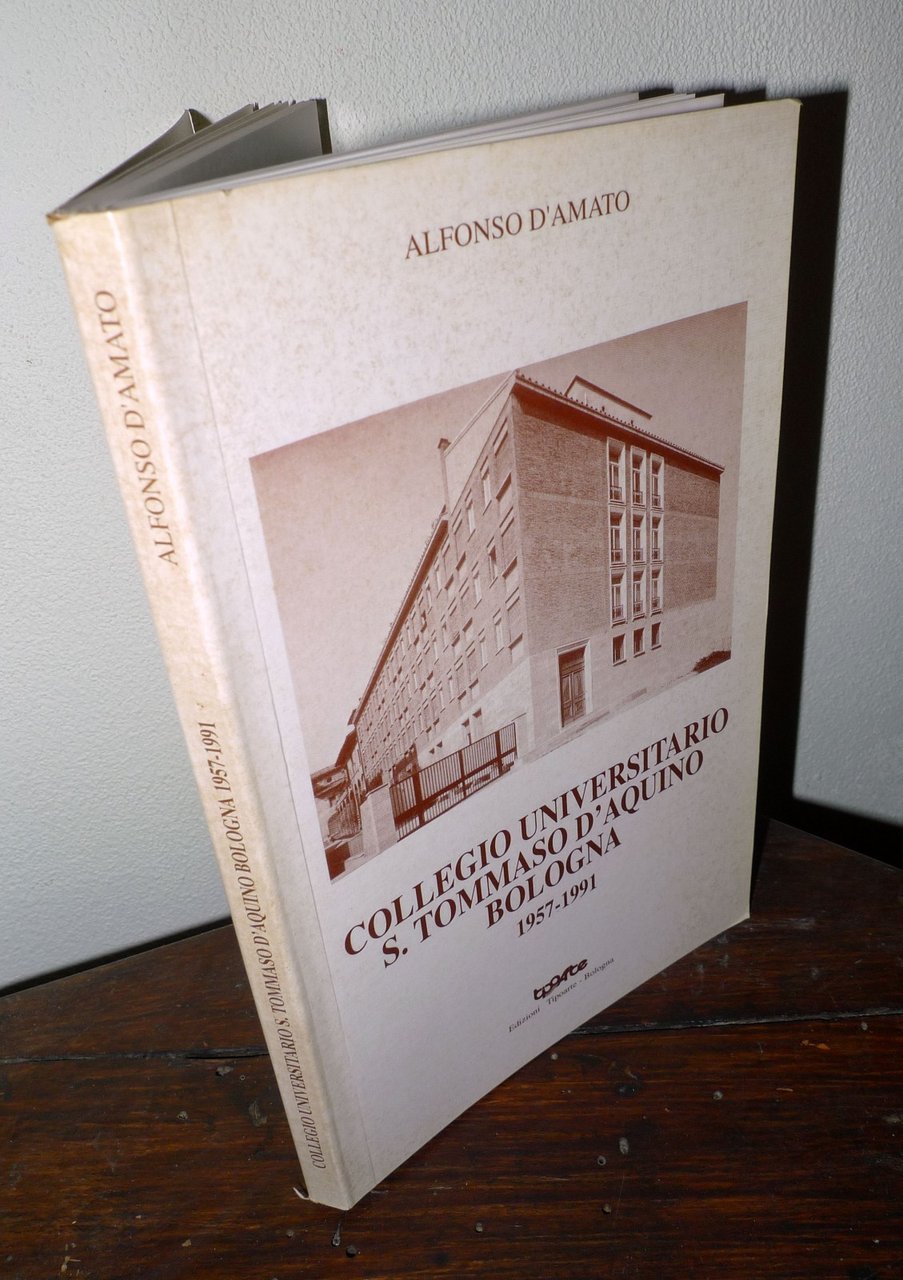 ALFONSO D'AMATO
COLLEGIO UNIVERSITARIO
S. TOMMASO D'AQUINO
BOLOGNA
1957-1991
tipoarte
Edizioni Tipoarte - Bologna
ALFONSO D'AMATO
COLLEGIO UNIVERSITARIO S. TOMMASO D'AQUINO BOLOGNA 1957-1991